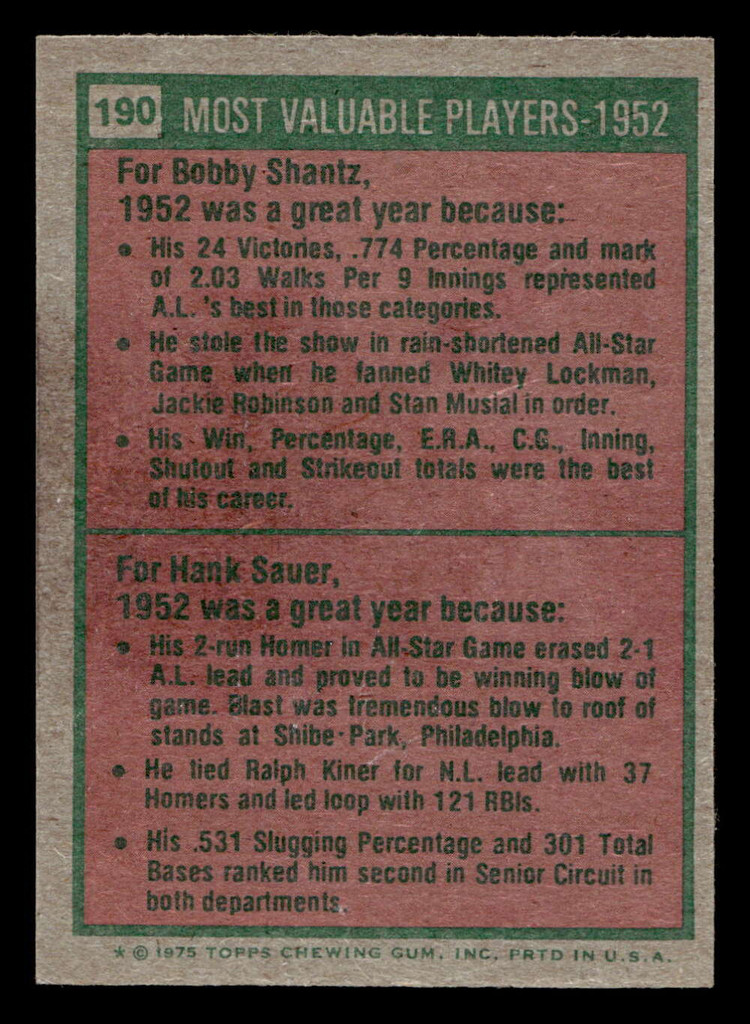 190 MOST VALUABLE PLAYERS-1952
For Bobby Shantz,
1952 was a great year because:
• His 24 Victories, .774 Percentage and mark
of 2.03 Walks Per 9 Innings represented
A.L. 's best in those categories.
• He stole the show in rain-shortened All-Star
Game when he fanned Whitey Lockman,
Jackie Robinson and Stan Musial in order.
• His Win, Percentage, E.R.A., C.G., Inning,
Shutout and Strikeout totals were the best
of his career.
For Hank Sauer,
1952 was a great year because:
• His 2-run Homer in All-Star Game erased 2-1
A.L. lead and proved to be winning blow of
game. Blast was tremendous blow to roof of
stands at Shibe Park, Philadelphia.
• He tied Ralph Kiner for N.L. lead with 37
Homers and led loop with 121 RBIs.
• His .531 Slugging Percentage and 301 Total
Bases ranked him second in Senior Circuit in
both departments.
* © 1975 TOPPS CHEWING GUM, INC. PRTD IN U.S.A.